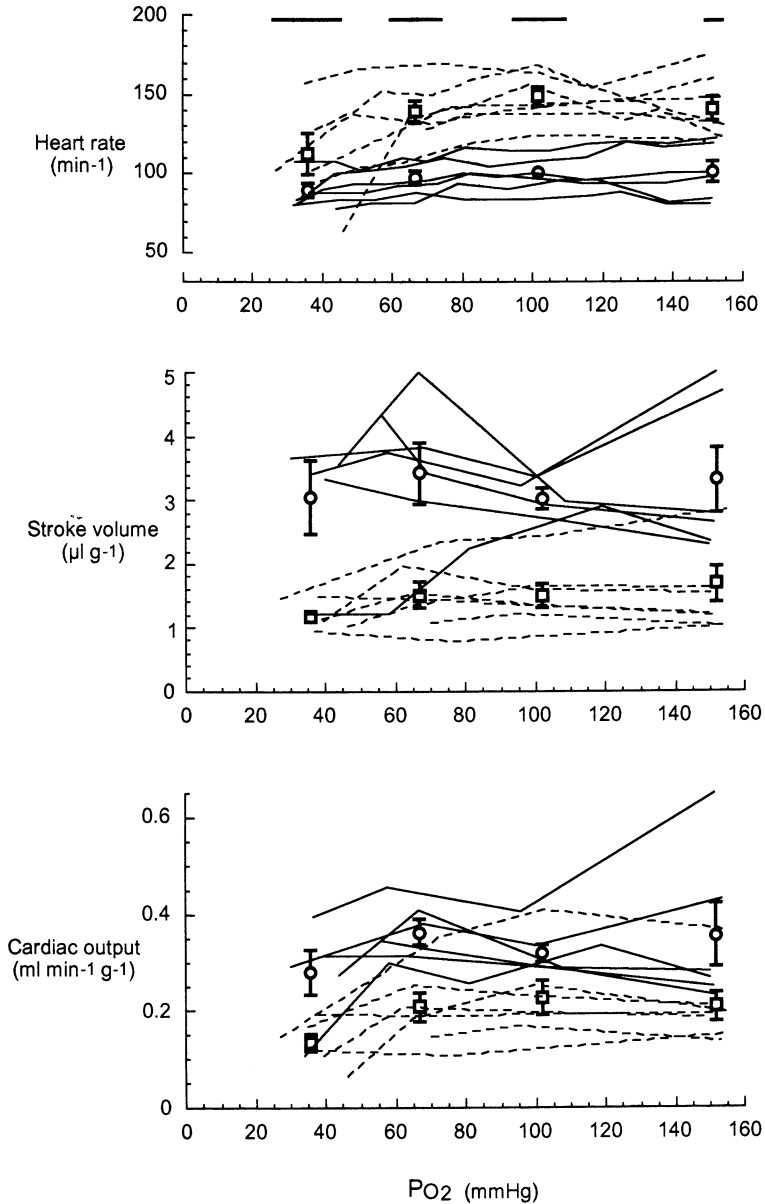 200
150
Heart rate
(min-1)
100
50
0 20 40 60 80 100 120 140 160
5
4
3
Stroke volume
(µl g-1)
2
1
0
0 20 40 60 80 100 120 140 160
0.6
0.4
Cardiac output
(ml min-1 g-1)
0.2
0
0 20 40 60 80 100 120 140 160
PO2 (mmHg)